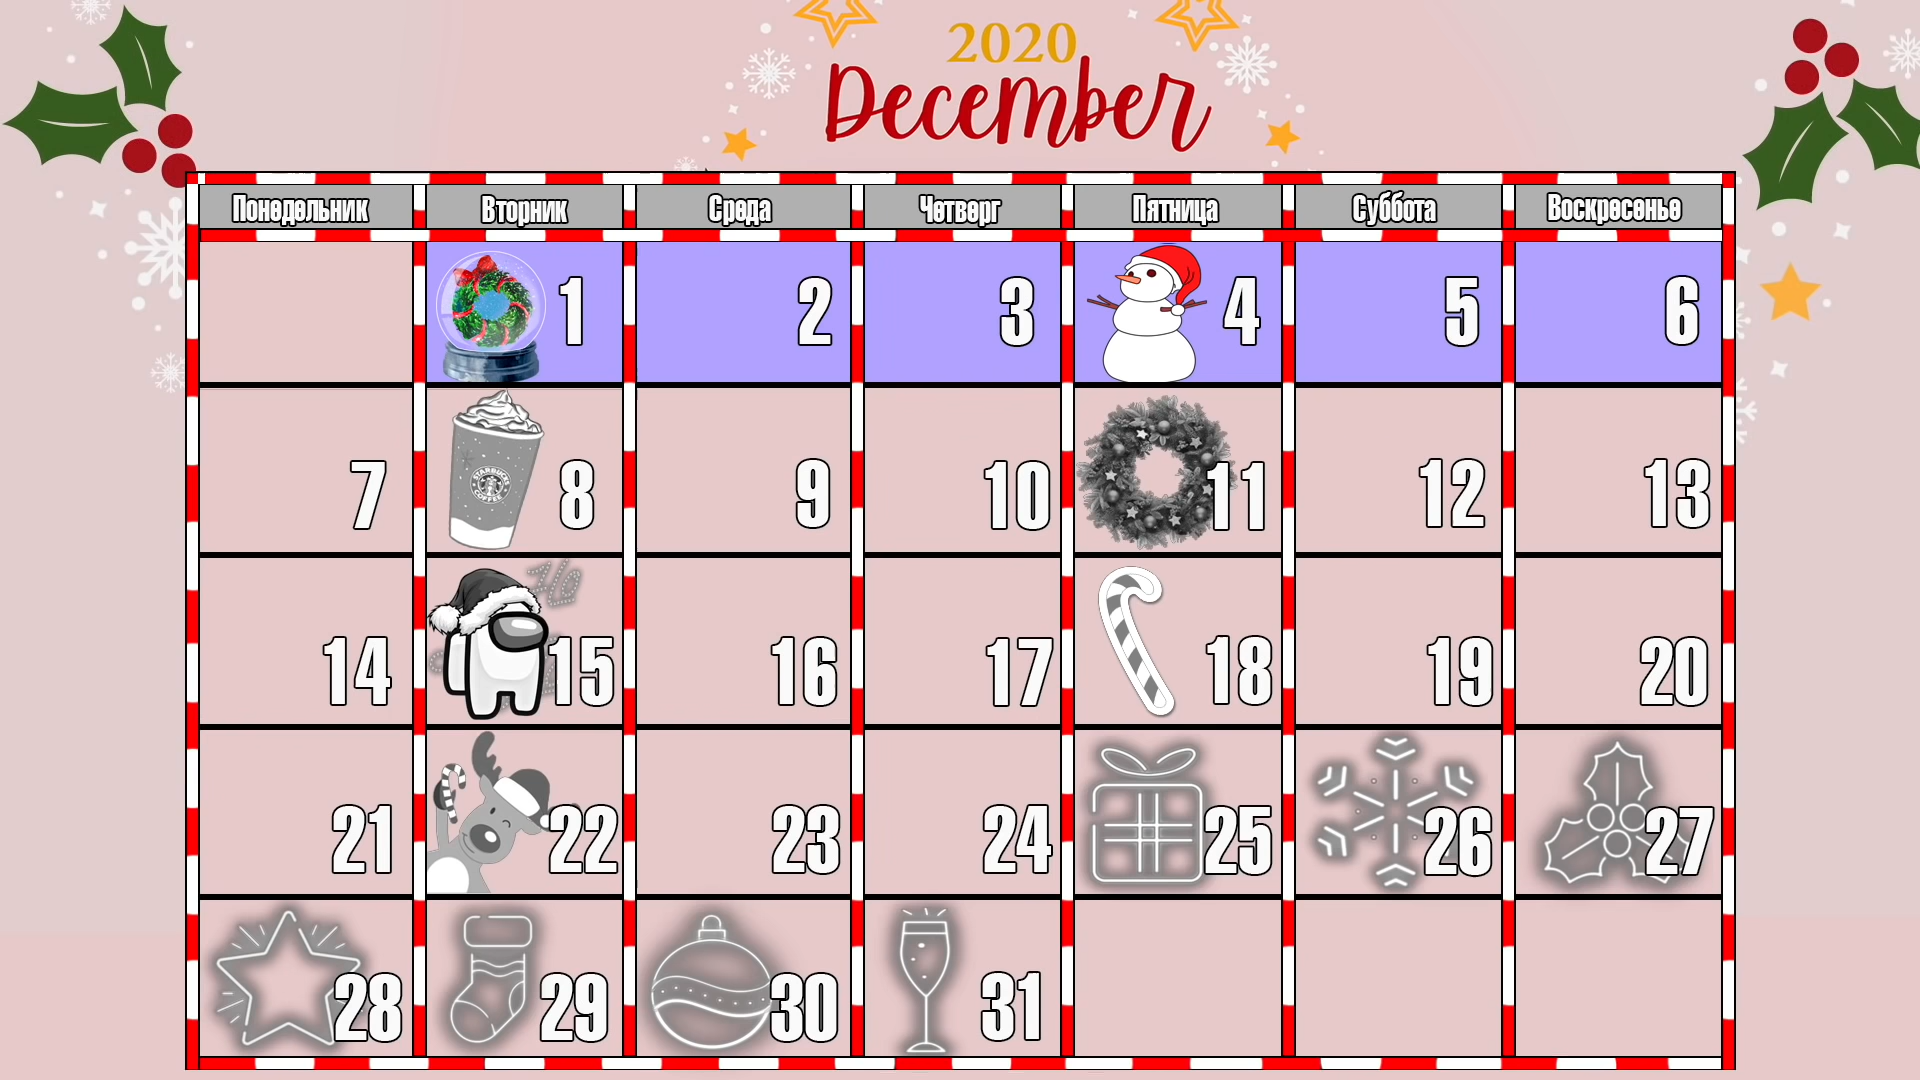 2020
December
Понедельник Вторник Среда Четверг Пятница Суббота Воскресенье
1 2 3 4 5 6
7 8 9 10 11 12 13
STARBUCKS
COFFEE
14 15 16 17 18 19 20
21 22 23 24 25 26 27
28 29 30 31